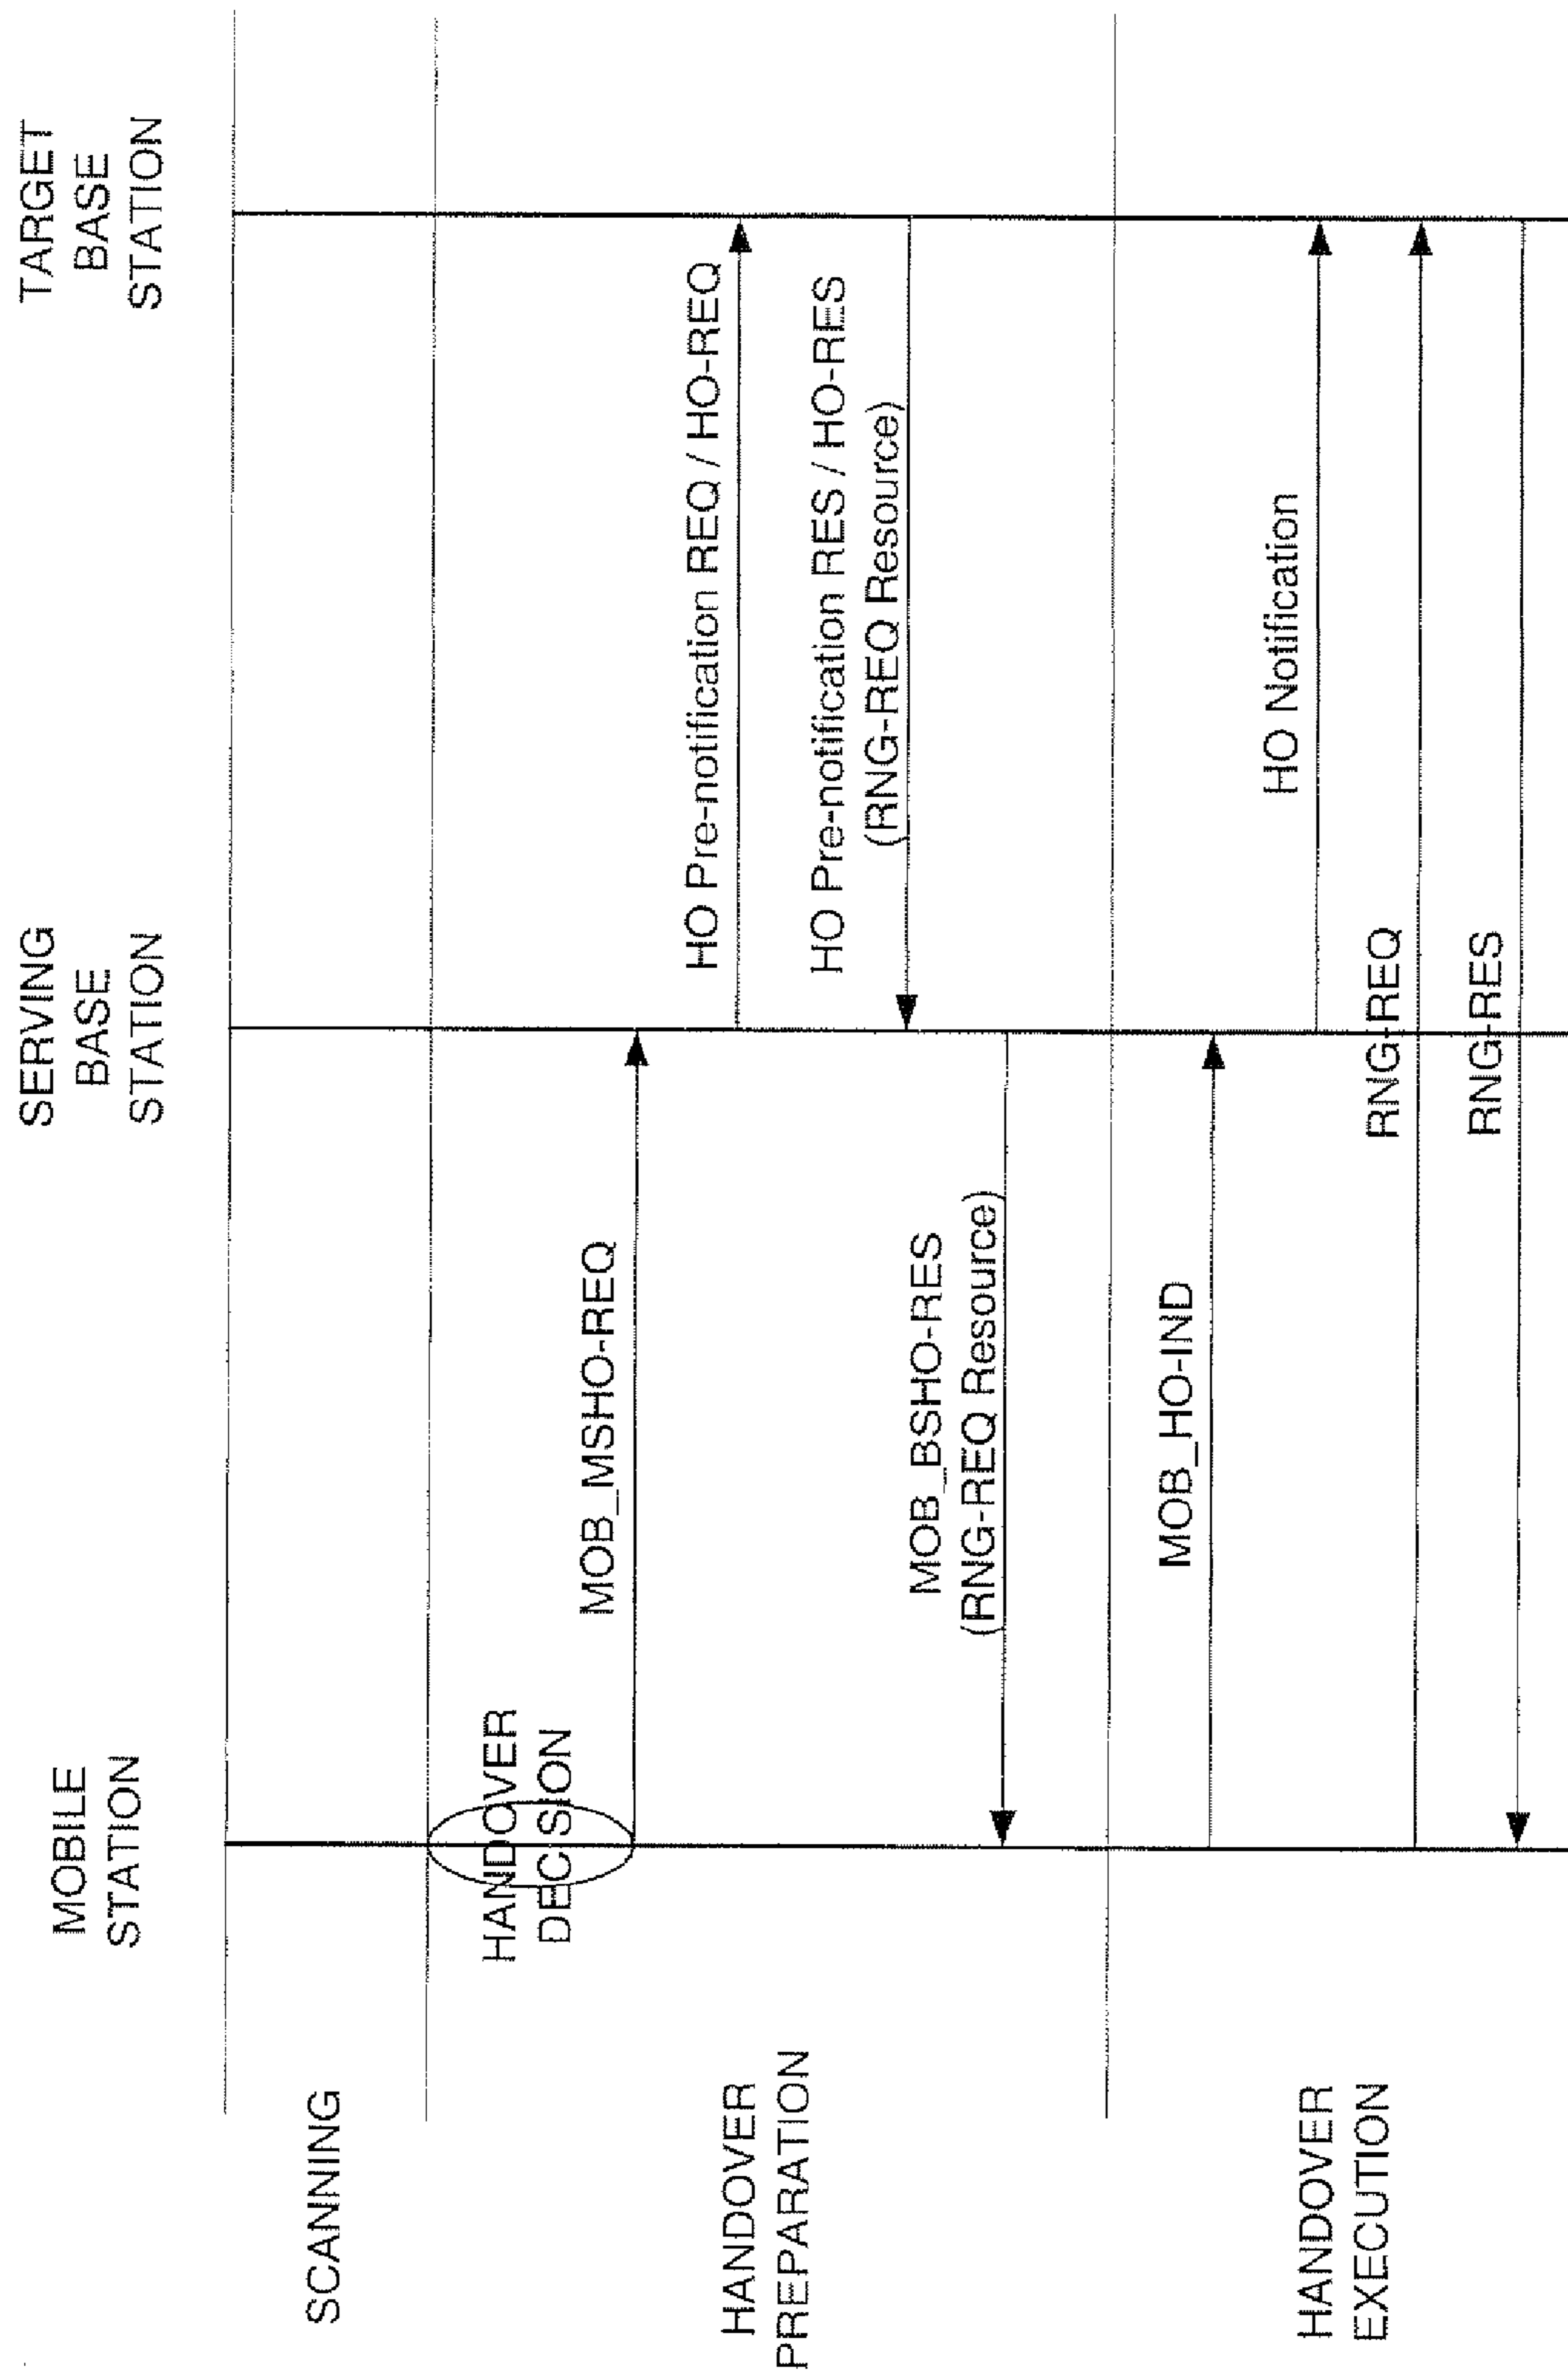 MOBILE
STATION
SERVING
BASE
STATION
TARGET
BASE
STATION
SCANNING
HANDOVER
DECISION
HANDOVER
PREPARATION
MOB_MSHO-REQ
HO Pre-notification REQ / HO-REQ
HO Pre-notification RES / HO-RES
(RNG-REQ Resource)
MOB_BSHO-RES
(RNG-REQ Resource)
HANDOVER
EXECUTION
MOB_HO-IND
HO Notification
RNG-REQ
RNG-RES